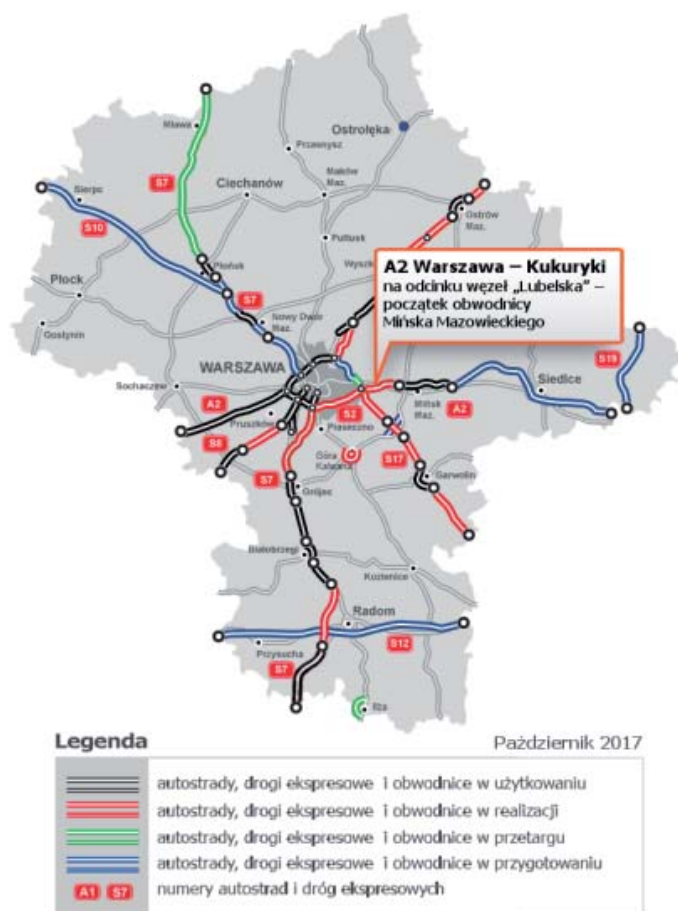 Mława
Ostrołęka
Przasnysz
S7
Maków
Maz.
Sierpc
Ciechanów
Ostrów
Maz.
S10
Pułtusk
Płońsk
Płock
S7
A2 Warszawa – Kukuryki
na odcinku węzeł „Lubelska” –
początek obwodnicy
Mińska Mazowieckiego
Gostynin
Nowy Dwór
Maz.
S19
WARSZAWA
Sochaczew
Siedlce
A2
Mińsk
Maz.
A2
Pruszków
S2
Piaseczno
S8
Góra
Kalwaria
S17
S7
Garwolin
Grójec
Białobrzegi
Kozienice
Radom
Przysucha
S12
S7
Iłża
Legenda
Październik 2017
autostrady, drogi ekspresowe i obwodnice w użytkowaniu
autostrady, drogi ekspresowe i obwodnice w realizacji
autostrady, drogi ekspresowe i obwodnice w przetargu
autostrady, drogi ekspresowe i obwodnice w przygotowaniu
A1 S7 numery autostrad i dróg ekspresowych